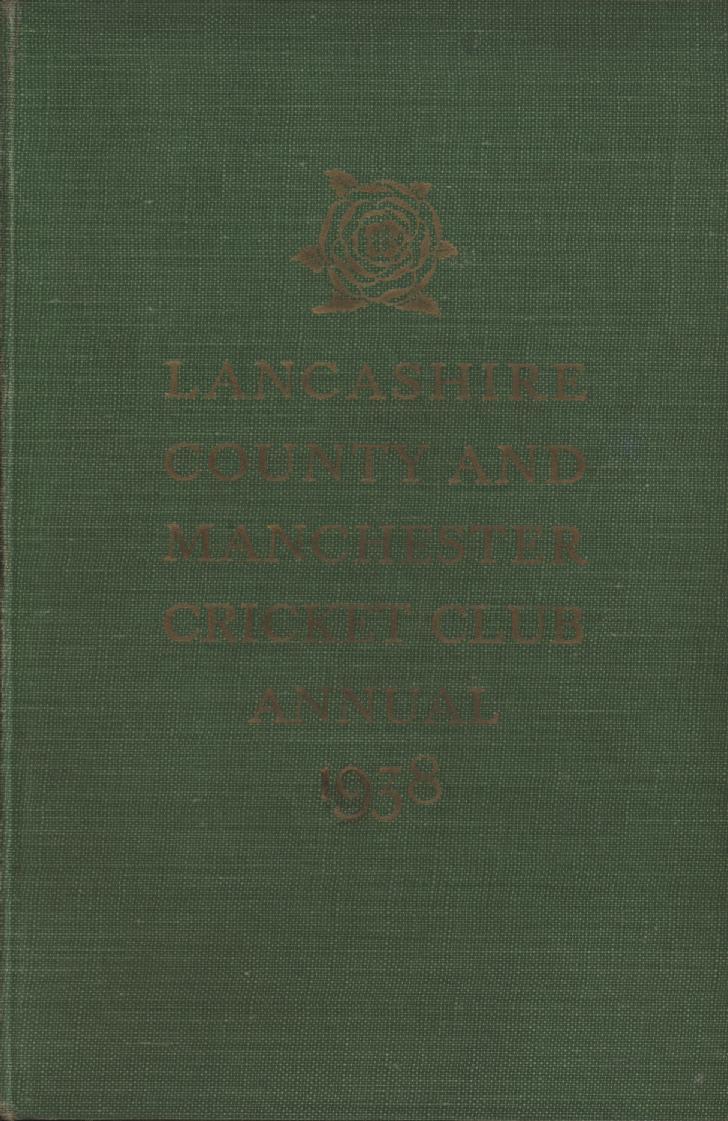 LANCASHIRE
COUNTY AND
MANCHESTER
CRICKET CLUB
ANNUAL
1938